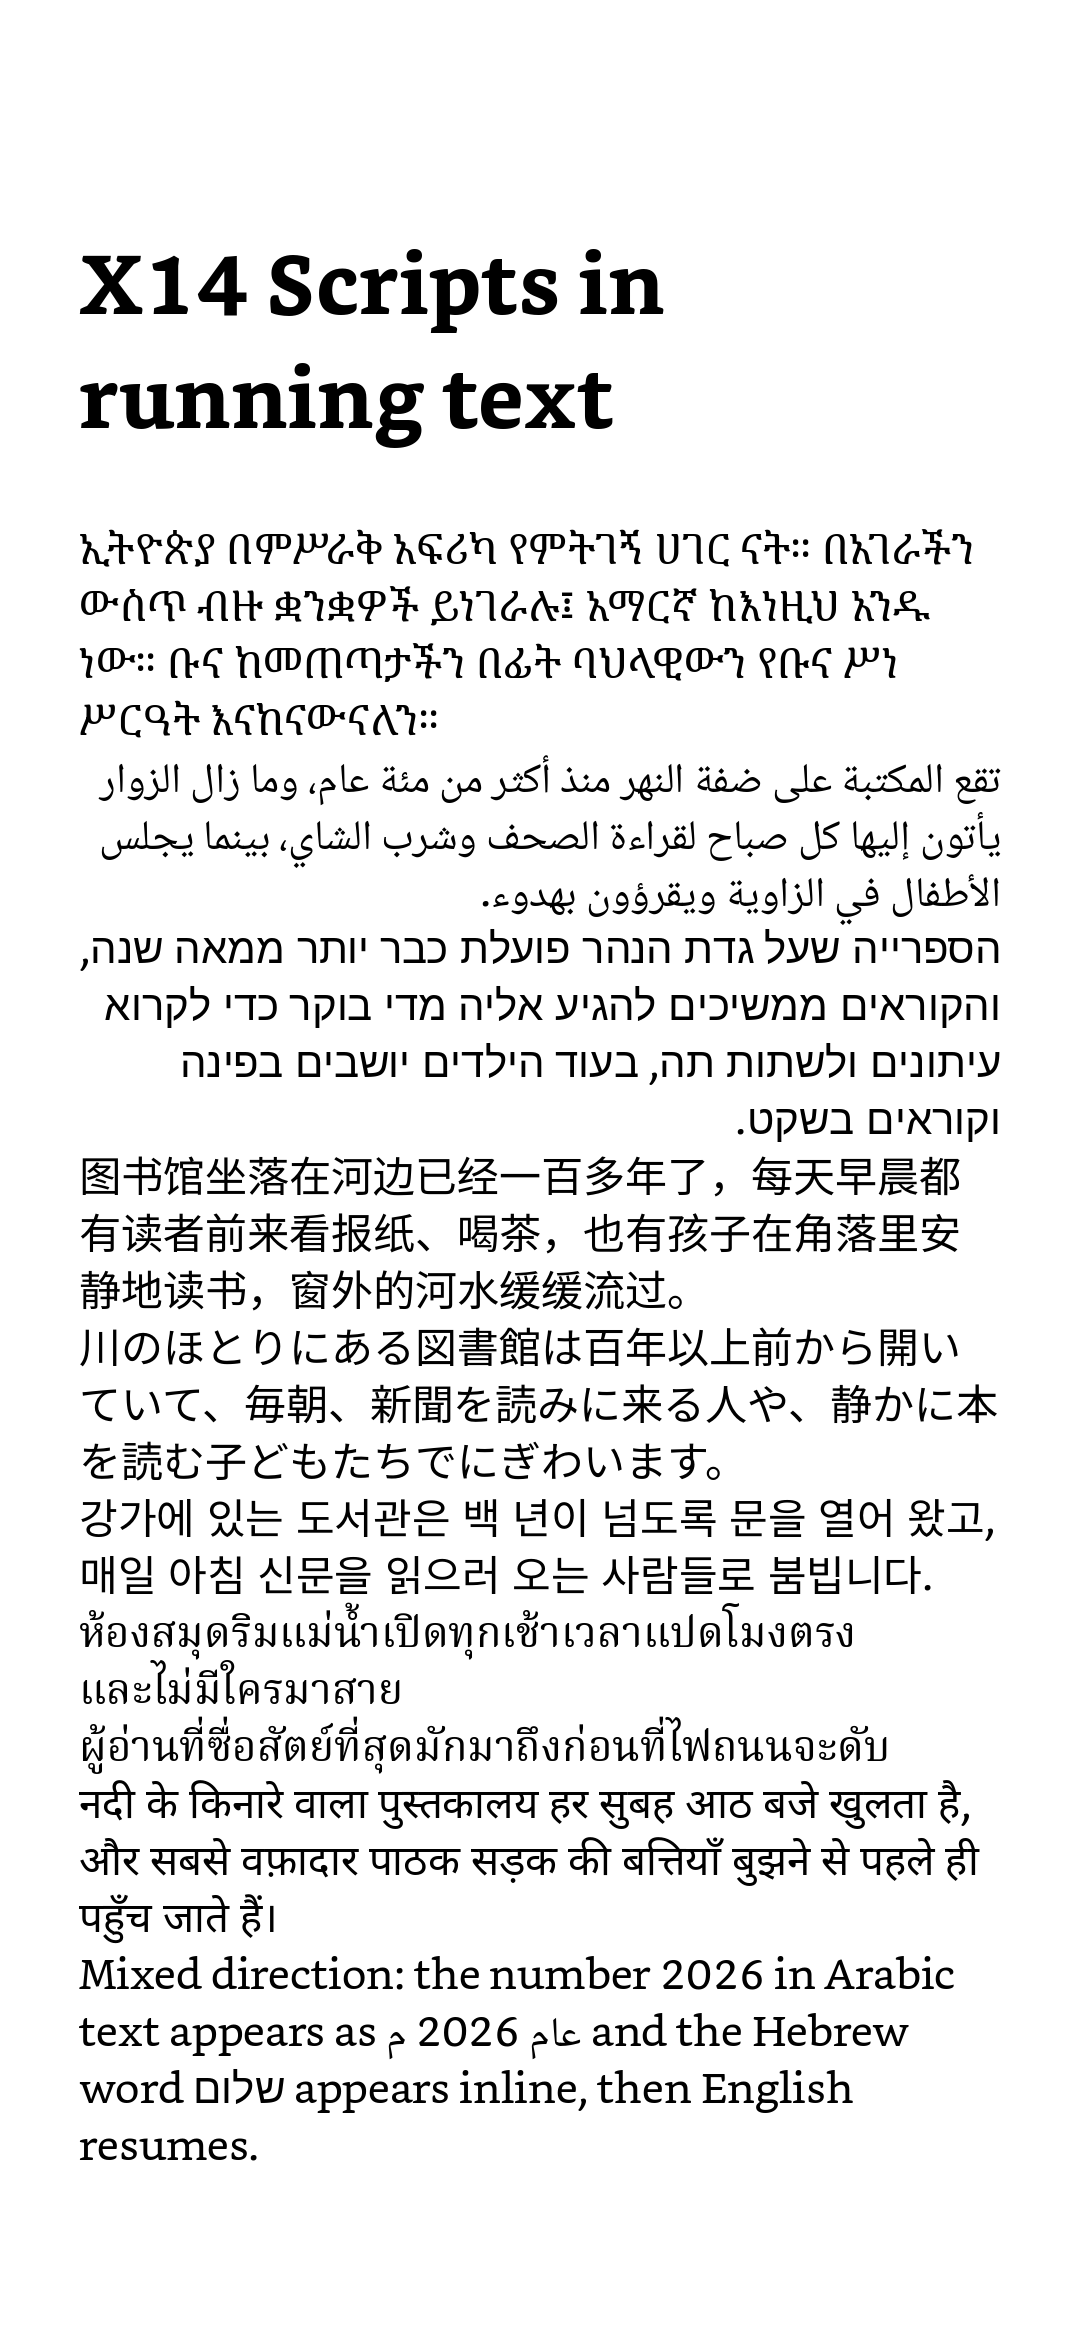 X14 Scripts in
running text
ኢትዮጵያ በምሥራቅ አፍሪካ የምትገኝ ሀገር ናት። በአገራችን
ውስጥ ብዙ ቋንቋዎች ይነገራሉ፤ አማርኛ ከእነዚህ አንዱ
ነው። ቡና ከመጠጣታችን በፊት ባህላዊውን የቡና ሥነ
ሥርዓት እናከናውናለን።
تقع المكتبة على ضفة النهر منذ أكثر من مئة عام، وما زال الزوار
يأتون إليها كل صباح لقراءة الصحف وشرب الشاي، بينما يجلس
الأطفال في الزاوية ويقرؤون بهدوء.
הספרייה שעל גדת הנהר פועלת כבר יותר ממאה שנה,
והקוראים ממשיכים להגיע אליה מדי בוקר כדי לקרוא
עיתונים ולשתות תה, בעוד הילדים יושבים בפינה
וקוראים בשקט.
图书馆坐落在河边已经一百多年了，每天早晨都
有读者前来看报纸、喝茶，也有孩子在角落里安
静地读书，窗外的河水缓缓流过。
川のほとりにある図書館は百年以上前から開い
ていて、毎朝、新聞を読みに来る人や、静かに本
を読む子どもたちでにぎわいます。
강가에 있는 도서관은 백 년이 넘도록 문을 열어 왔고,
매일 아침 신문을 읽으러 오는 사람들로 붐빕니다.
ห้องสมุดริมแม่น้ำเปิดทุกเช้าเวลาแปดโมงตรง
และไม่มีใครมาสาย
ผู้อ่านที่ซื่อสัตย์ที่สุดมักมาถึงก่อนที่ไฟถนนจะดับ
नदी के किनारे वाला पुस्तकालय हर सुबह आठ बजे खुलता है,
और सबसे वफ़ादार पाठक सड़क की बत्तियाँ बुझने से पहले ही
पहुँच जाते हैं।
Mixed direction: the number 2026 in Arabic
text appears as عام 2026 م and the Hebrew
word שלום appears inline, then English
resumes.